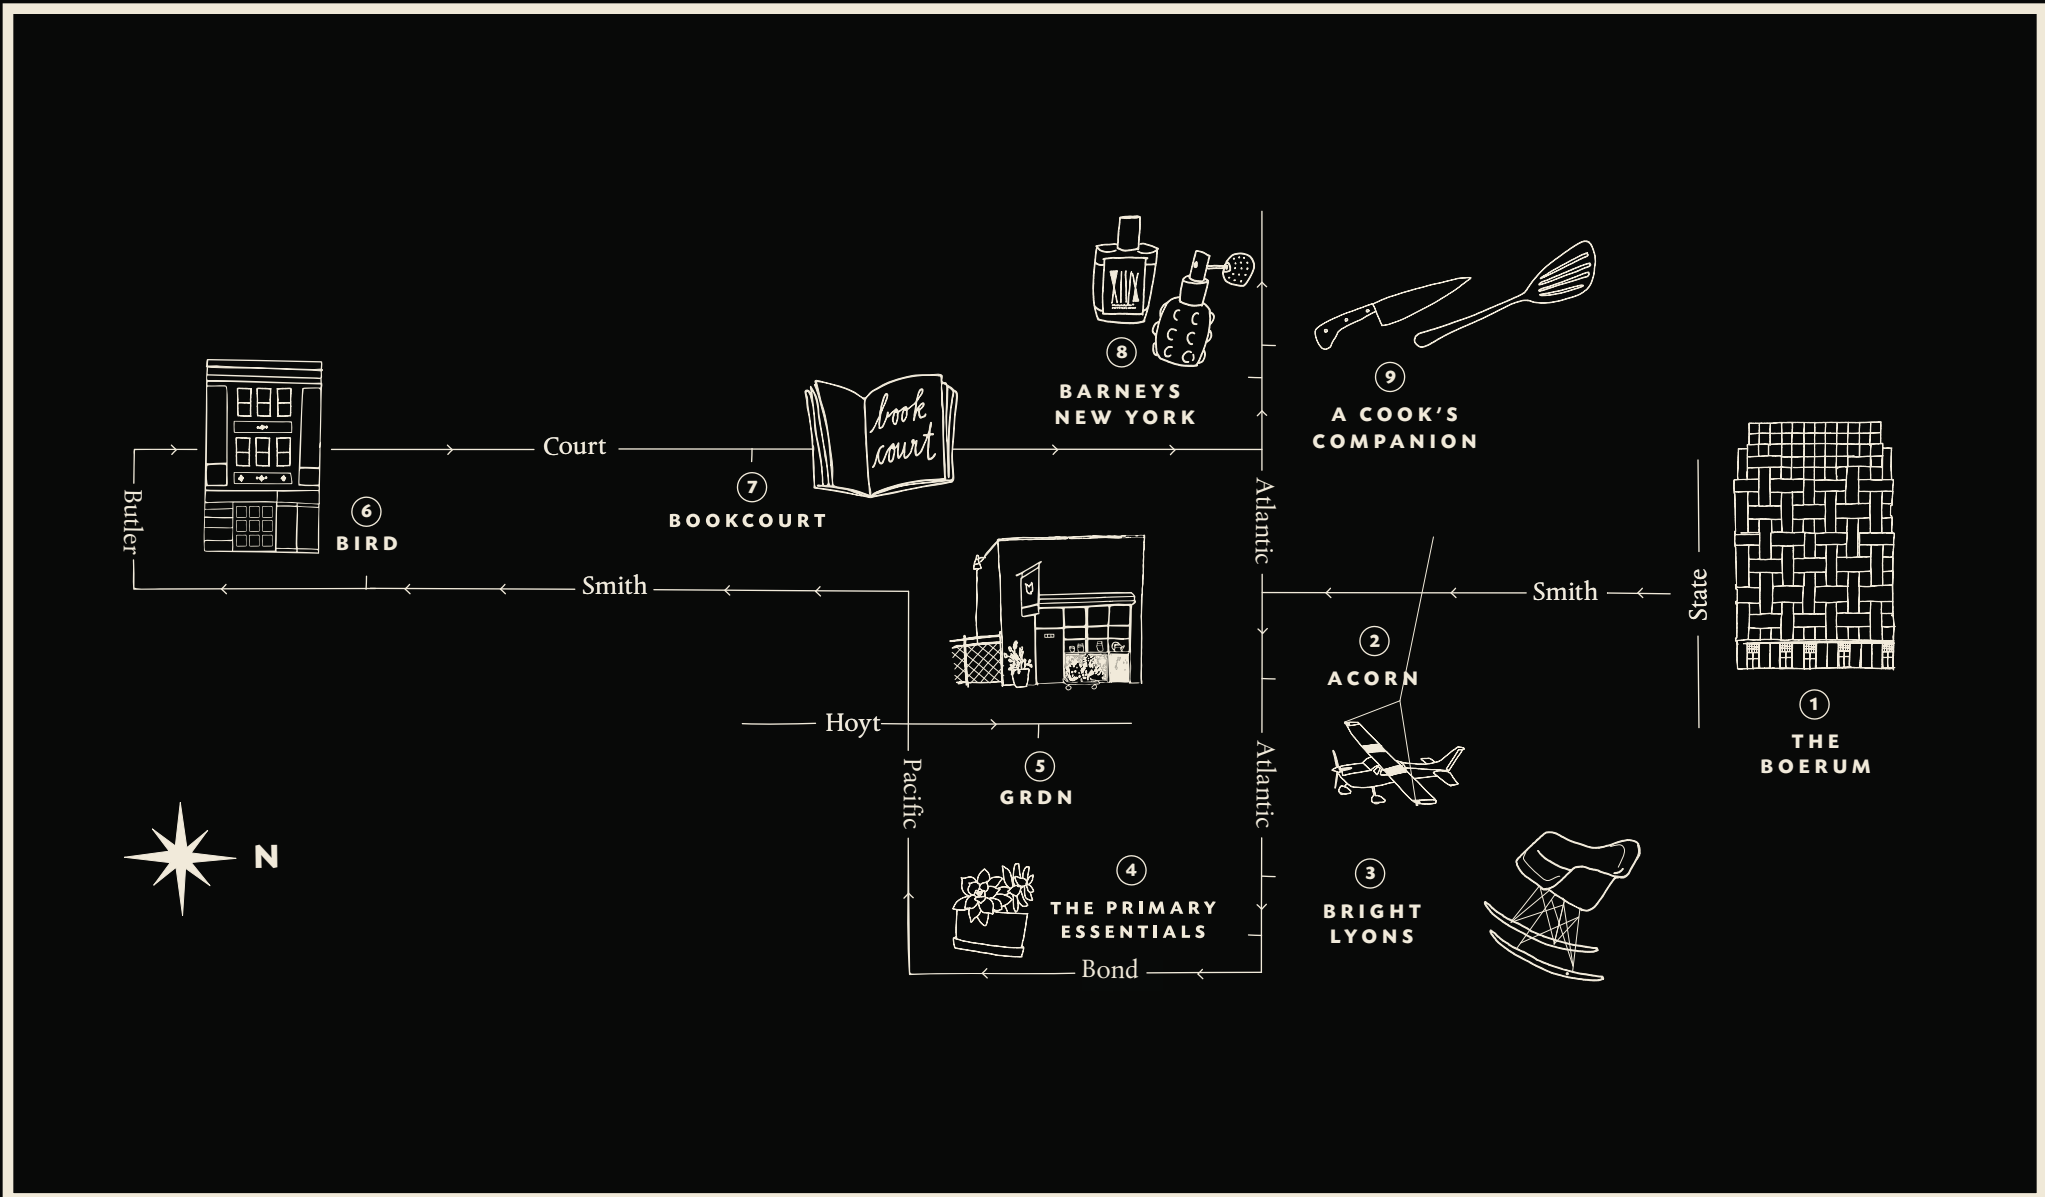 8
BARNEYS
NEW YORK
9
A COOK'S
COMPANION
book
court
Court
7
BOOKCOURT
Butler
6
BIRD
Smith
Atlantic
Smith
State
1
THE
BOERUM
2
ACORN
Hoyt
5
GRDN
Pacific
Atlantic
N
4
THE PRIMARY
ESSENTIALS
3
BRIGHT
LYONS
Bond